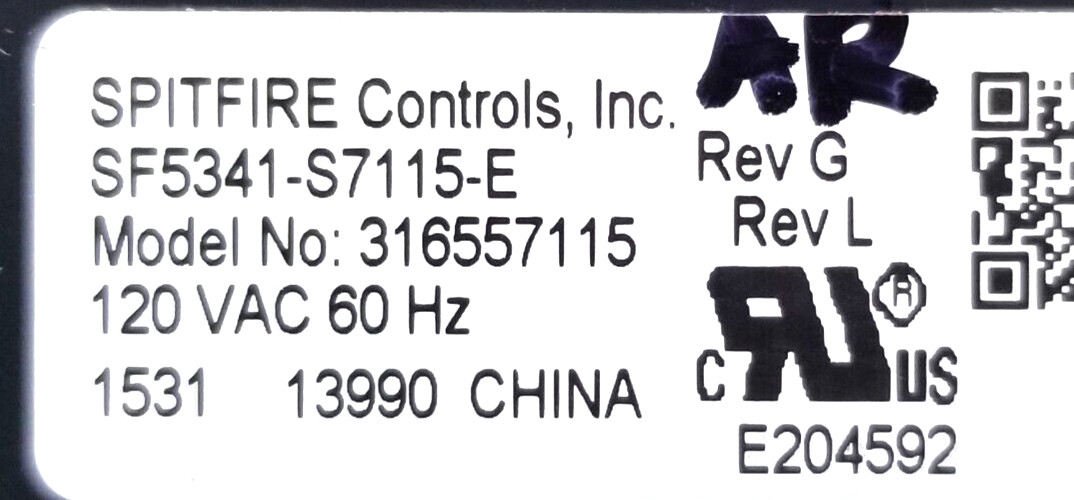 SPITFIRE Controls, Inc.
SF5341-S7115-E
Model No: 316557115
120 VAC 60 Hz
1531 13990 CHINA
AR
Rev G
Rev L
C RU ® US
E204592